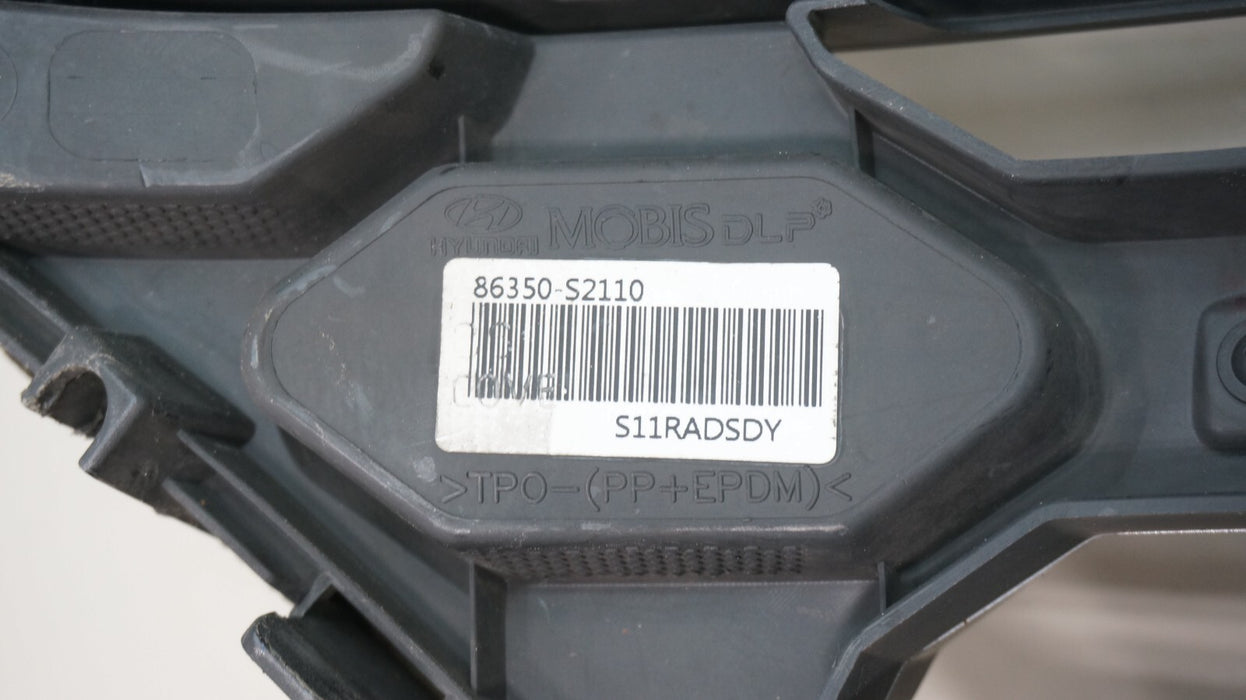 HYUNDAI MOBIS DLP
86350-S2110
S11RADSDY
>TPO-(PP+EPDM)<